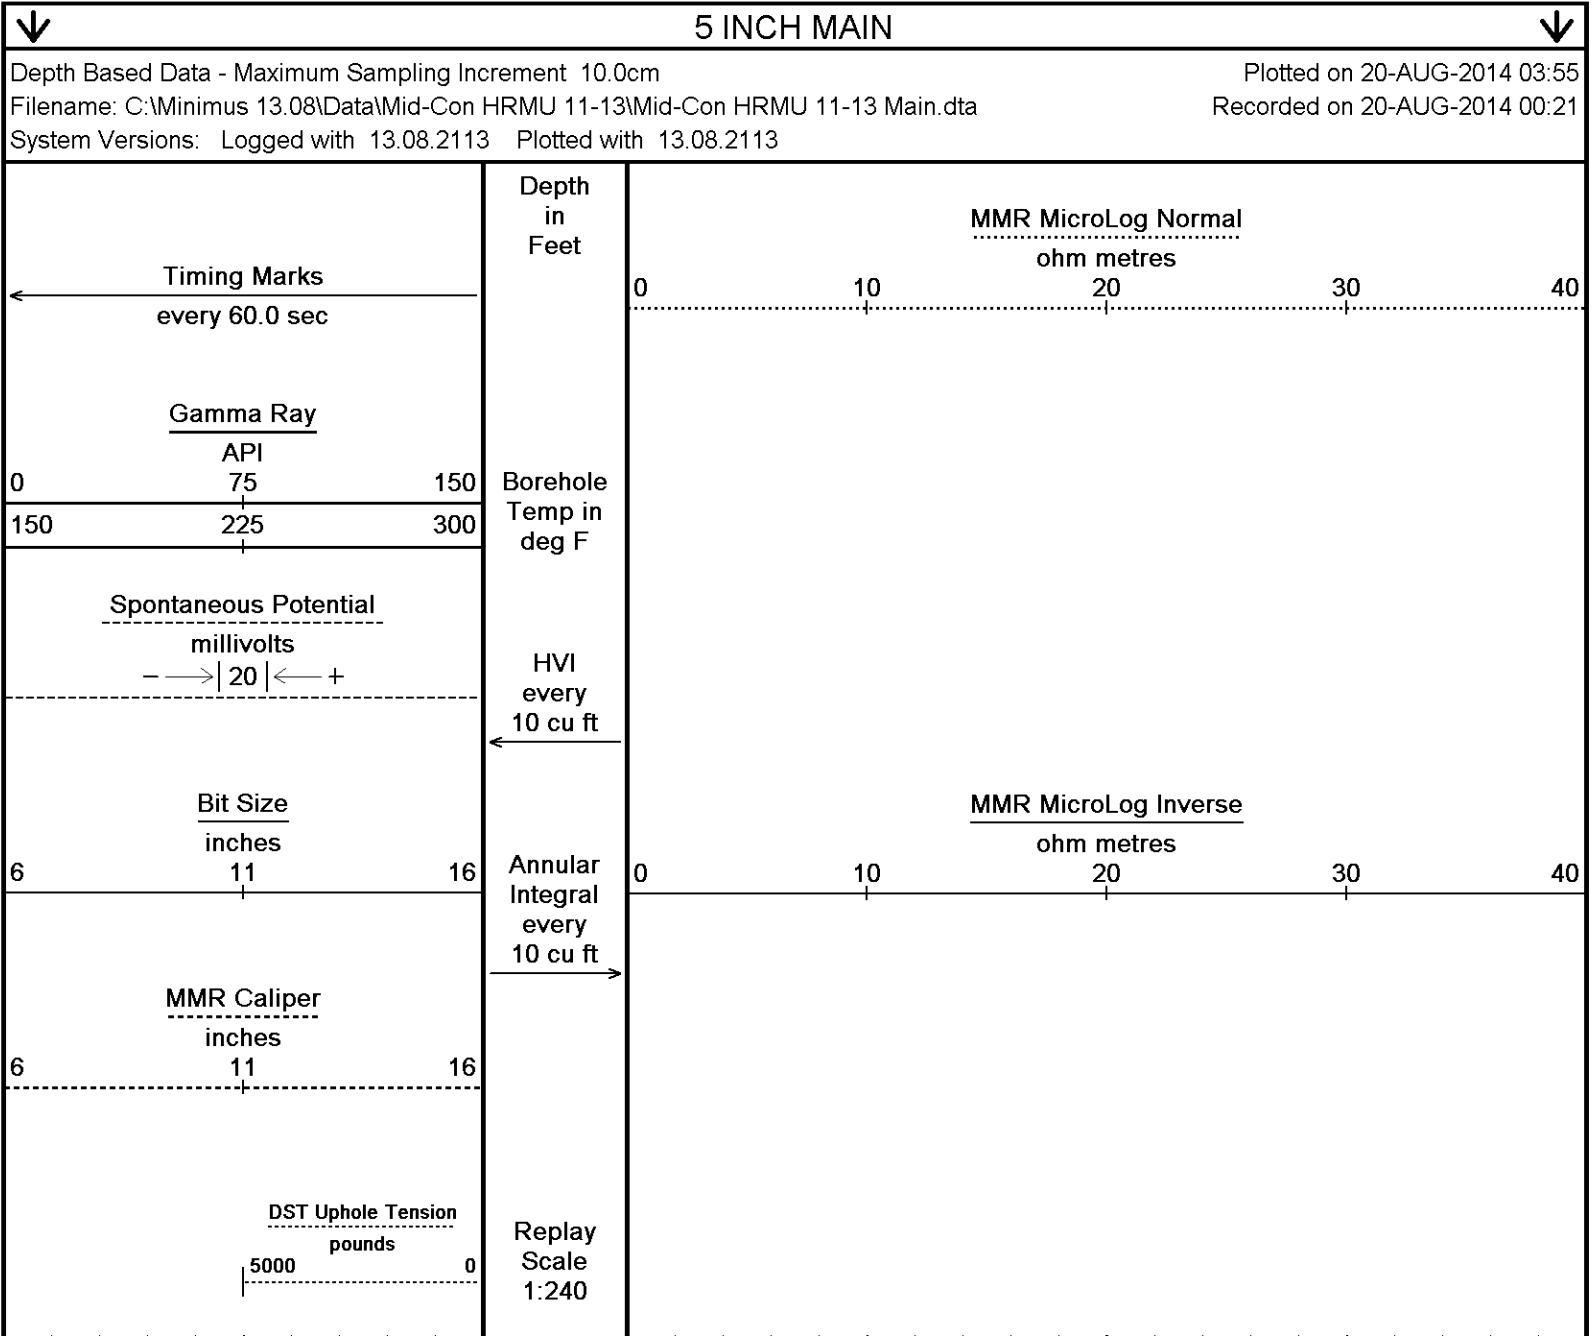 5 INCH MAIN
Depth Based Data - Maximum Sampling Increment 10.0cm
Plotted on 20-AUG-2014 03:55
Filename: C:\Minimus 13.08\Data\Mid-Con HRMU 11-13\Mid-Con HRMU 11-13 Main.dta
Recorded on 20-AUG-2014 00:21
System Versions: Logged with 13.08.2113 Plotted with 13.08.2113
Timing Marks
every 60.0 sec
Gamma Ray
API
0 75 150
150 225 300
Spontaneous Potential
millivolts
− →|20|← +
Bit Size
inches
6 11 16
MMR Caliper
inches
6 11 16
DST Uphole Tension
pounds
5000 0
Depth
in
Feet
Borehole
Temp in
deg F
HVI
every
10 cu ft
Annular
Integral
every
10 cu ft
Replay
Scale
1:240
MMR MicroLog Normal
ohm metres
0 10 20 30 40
MMR MicroLog Inverse
ohm metres
0 10 20 30 40